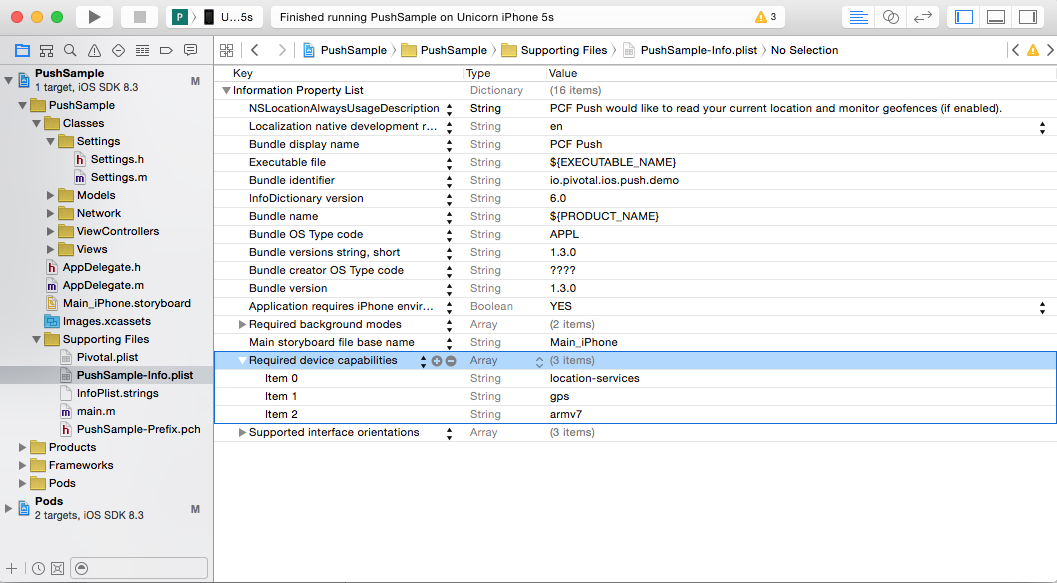 P U...5s Finished running PushSample on Unicorn iPhone 5s 3
PushSample PushSample Supporting Files PushSample-Info.plist No Selection
PushSample
1 target, iOS SDK 8.3 M
PushSample
Classes
Settings
h Settings.h
m Settings.m
Models
Network
ViewControllers
Views
h AppDelegate.h
m AppDelegate.m
Main_iPhone.storyboard
Images.xcassets
Supporting Files
Pivotal.plist
PushSample-Info.plist
InfoPlist.strings
m main.m
h PushSample-Prefix.pch
Products
Frameworks
Pods
Pods
2 targets, iOS SDK 8.3 M
Key Type Value
Information Property List Dictionary (16 items)
NSLocationAlwaysUsageDescription String PCF Push would like to read your current location and monitor geofences (if enabled).
Localization native development r... String en
Bundle display name String PCF Push
Executable file String ${EXECUTABLE_NAME}
Bundle identifier String io.pivotal.ios.push.demo
InfoDictionary version String 6.0
Bundle name String ${PRODUCT_NAME}
Bundle OS Type code String APPL
Bundle versions string, short String 1.3.0
Bundle creator OS Type code String ????
Bundle version String 1.3.0
Application requires iPhone envir... Boolean YES
Required background modes Array (2 items)
Main storyboard file base name String Main_iPhone
Required device capabilities Array (3 items)
Item 0 String location-services
Item 1 String gps
Item 2 String armv7
Supported interface orientations Array (3 items)